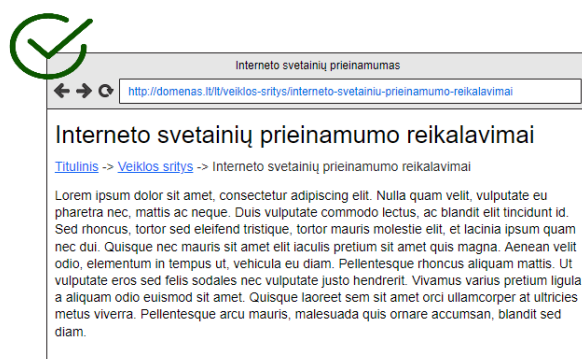 Interneto svetainių prieinamumas
http://domenas.lt/lt/veiklos-sritys/interneto-svetainiu-prieinamumo-reikalavimai
Interneto svetainių prieinamumo reikalavimai
Titulinis -> Veiklos sritys -> Interneto svetainių prieinamumo reikalavimai
Lorem ipsum dolor sit amet, consectetur adipiscing elit. Nulla quam velit, vulputate eu
pharetra nec, mattis ac neque. Duis vulputate commodo lectus, ac blandit elit tincidunt id.
Sed rhoncus, tortor sed eleifend tristique, tortor mauris molestie elit, et lacinia ipsum quam
nec dui. Quisque nec mauris sit amet elit iaculis pretium sit amet quis magna. Aenean velit
odio, elementum in tempus ut, vehicula eu diam. Pellentesque rhoncus aliquam mattis. Ut
vulputate eros sed felis sodales nec vulputate justo hendrerit. Vivamus varius pretium ligula,
a aliquam odio euismod sit amet. Quisque laoreet sem sit amet orci ullamcorper at ultricies
metus viverra. Pellentesque arcu mauris, malesuada quis ornare accumsan, blandit sed
diam.